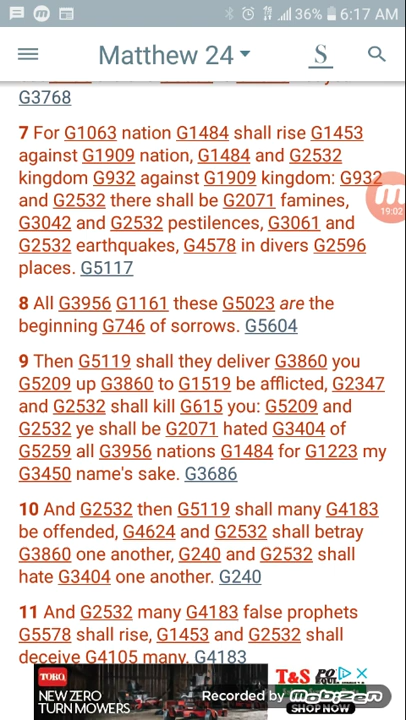 36% 6:17 AM
Matthew 24
S
G3768
7 For G1063 nation G1484 shall rise G1453
against G1909 nation, G1484 and G2532
kingdom G932 against G1909 kingdom: G932
and G2532 there shall be G2071 famines,
G3042 and G2532 pestilences, G3061 and
G2532 earthquakes, G4578 in divers G2596
places. G5117
19:02
8 All G3956 G1161 these G5023 are the
beginning G746 of sorrows. G5604
9 Then G5119 shall they deliver G3860 you
G5209 up G3860 to G1519 be afflicted, G2347
and G2532 shall kill G615 you: G5209 and
G2532 ye shall be G2071 hated G3404 of
G5259 all G3956 nations G1484 for G1223 my
G3450 name's sake. G3686
10 And G2532 then G5119 shall many G4183
be offended, G4624 and G2532 shall betray
G3860 one another, G240 and G2532 shall
hate G3404 one another. G240
11 And G2532 many G4183 false prophets
G5578 shall rise, G1453 and G2532 shall
deceive G4105 many. G4183
TORO
NEW ZERO
TURN MOWERS
T&S
SHOP NOW
Recorded by Mobizen